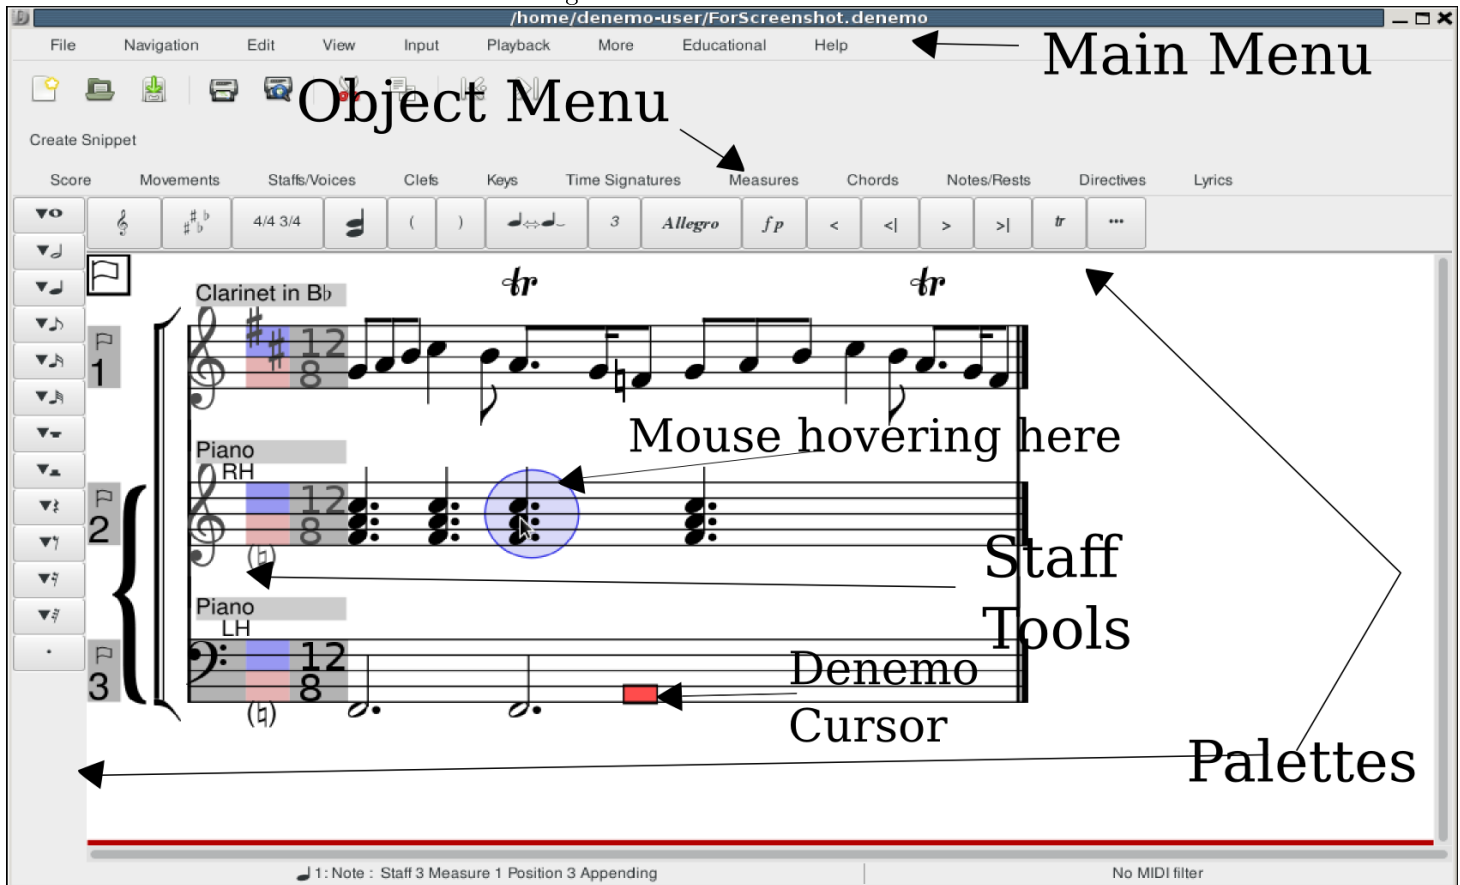 /home/denemo-user/ForScreenshot.denemo
File Navigation Edit View Input Playback More Educational Help
Main Menu
Object Menu
Create Snippet
Score Movements Staffs/Voices Clefs Keys Time Signatures Measures Chords Notes/Rests Directives Lyrics
4/4 3/4 ( ) 3 Allegro fp < <| > >| tr •••
tr tr
Clarinet in B♭
1
12
8
Mouse hovering here
Piano
RH
2
12
8
(♮)
Staff
Tools
Piano
LH
3
12
8
(♮)
Denemo
Cursor
Palettes
1: Note : Staff 3 Measure 1 Position 3 Appending
No MIDI filter